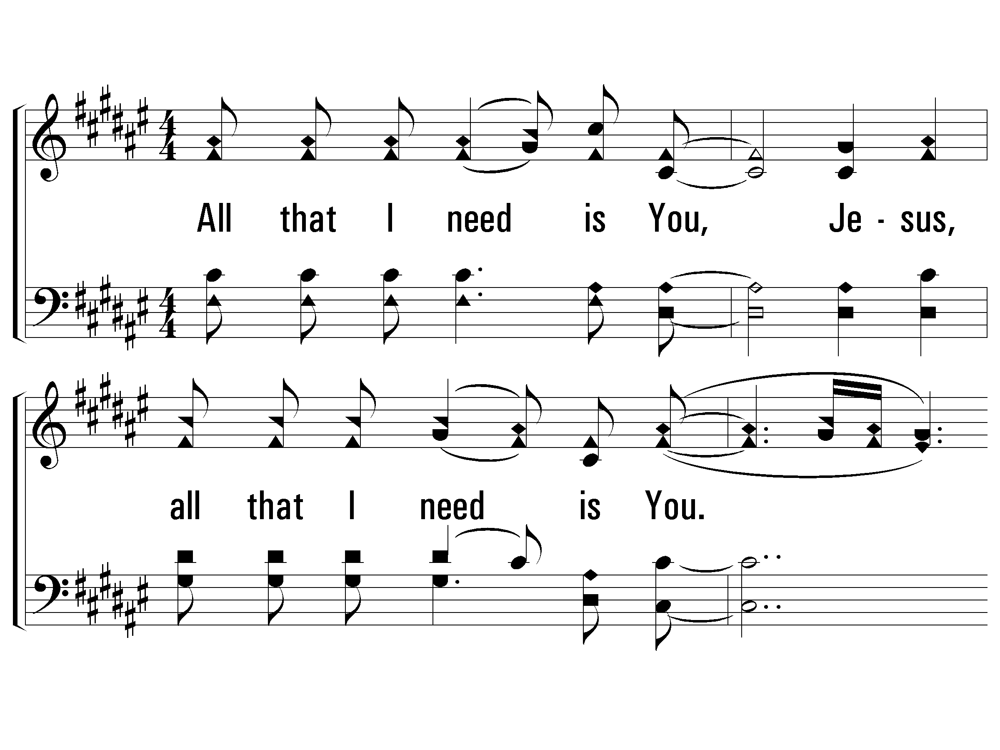 All that I need is You, Je - sus,
all that I need is You.